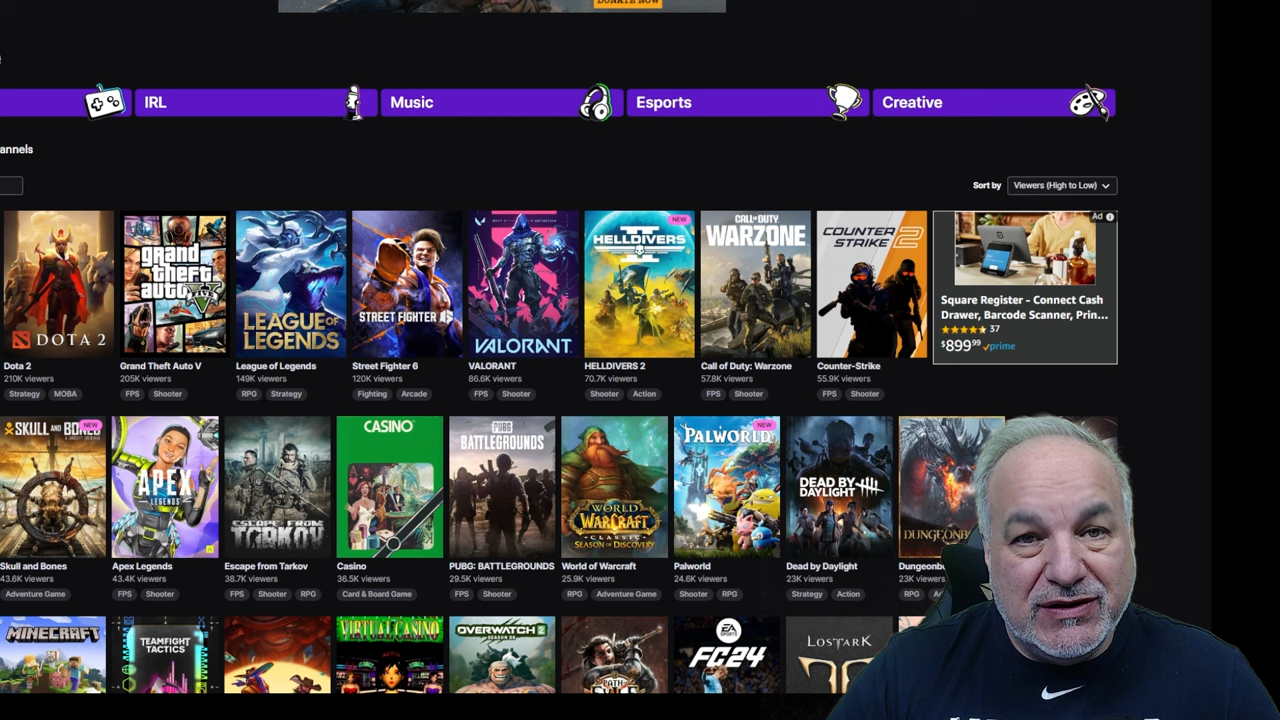 DONATE NOW
IRL
Music
Esports
Creative
annels
Sort by
Viewers (High to Low)
DOTA 2
grand
theft
auto
V
FIVE
LEAGUE OF
LEGENDS
STREET FIGHTER 6
VALORANT
NEW
HELLDIVERS
II
CALL OF DUTY
WARZONE
COUNTER
STRIKE 2
Ad
Square Register - Connect Cash
Drawer, Barcode Scanner, Prin...
37
$899 99 prime
Dota 2
210K viewers
Strategy MOBA
Grand Theft Auto V
205K viewers
FPS Shooter
League of Legends
149K viewers
RPG Strategy
Street Fighter 6
120K viewers
Fighting Arcade
VALORANT
86.6K viewers
FPS Shooter
HELLDIVERS 2
70.7K viewers
Shooter Action
Call of Duty: Warzone
57.8K viewers
FPS Shooter
Counter-Strike
55.9K viewers
FPS Shooter
NEW
SKULL AND BONES
APEX
LEGENDS
ESCAPE FROM
TARKOV
CASINO
PUBG
BATTLEGROUNDS
WORLD
OF
WARCRAFT
CLASSIC
SEASON OF DISCOVERY
NEW
PALWORLD
DEAD BY
DAYLIGHT
DUNGEONB
Skull and Bones
43.6K viewers
Adventure Game
Apex Legends
43.4K viewers
FPS Shooter
Escape from Tarkov
38.7K viewers
FPS Shooter RPG
Casino
36.5K viewers
Card & Board Game
PUBG: BATTLEGROUNDS
29.5K viewers
FPS Shooter
World of Warcraft
25.9K viewers
RPG Adventure Game
Palworld
24.6K viewers
Shooter RPG
Dead by Daylight
23K viewers
Strategy Action
Dungeonb
23K viewers
RPG
MINECRAFT
TEAMFIGHT
TACTICS
VIRTUAL CASINO
OVERWATCH 2
PATH
EA
SPORTS
FC24
LOST ARK